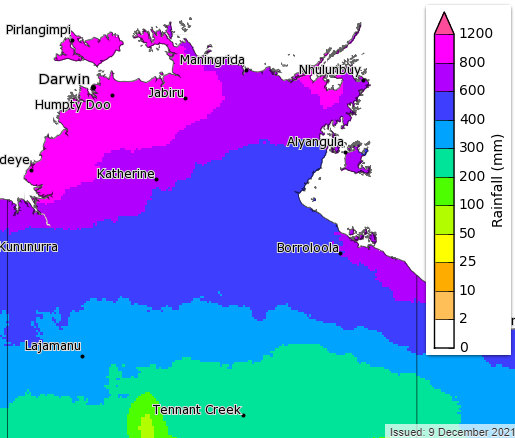 Pirlangimpi
Maningrida
Nhulunbuy
Darwin
Humpty Doo
Jabiru
Alyangula
deye
Katherine
Kununurra
Borroloola
Lajamanu
Tennant Creek
1200
800
600
400
300
200
100
50
25
10
2
0
Rainfall (mm)
Issued: 9 December 2021